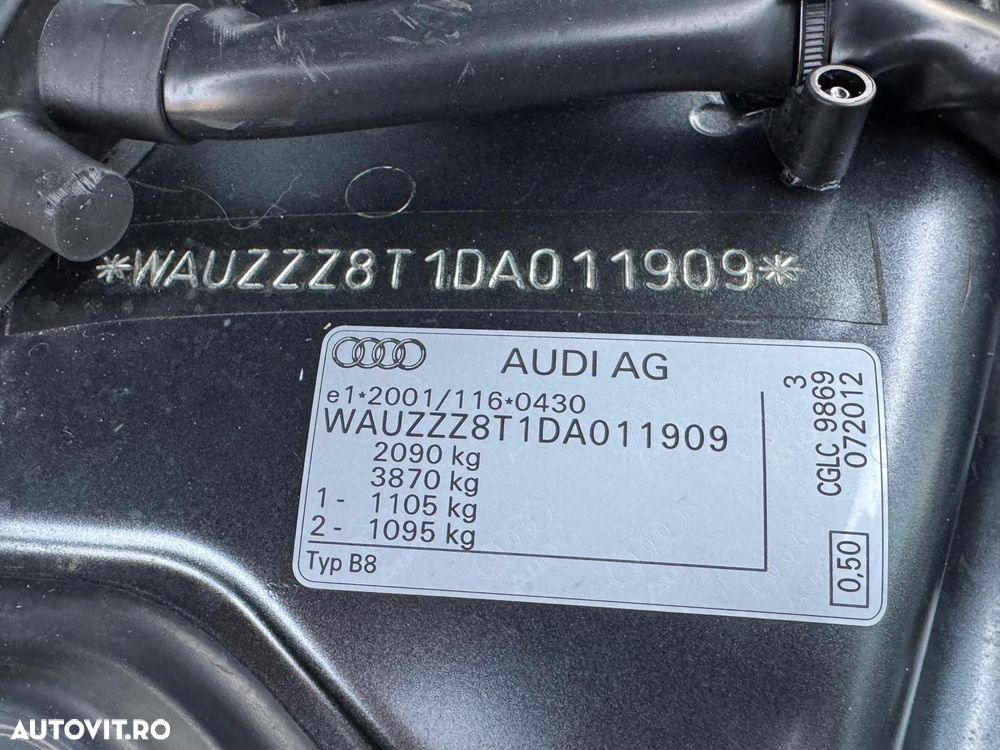 *WAUZZZ8T1DA011909*
AUDI AG
e1*2001/116*0430
WAUZZZ8T1DA011909
2090 kg
3870 kg
1 - 1105 kg
2 - 1095 kg
Typ B8
3
CGLC 9869
072012
0,50
AUTOVIT.RO